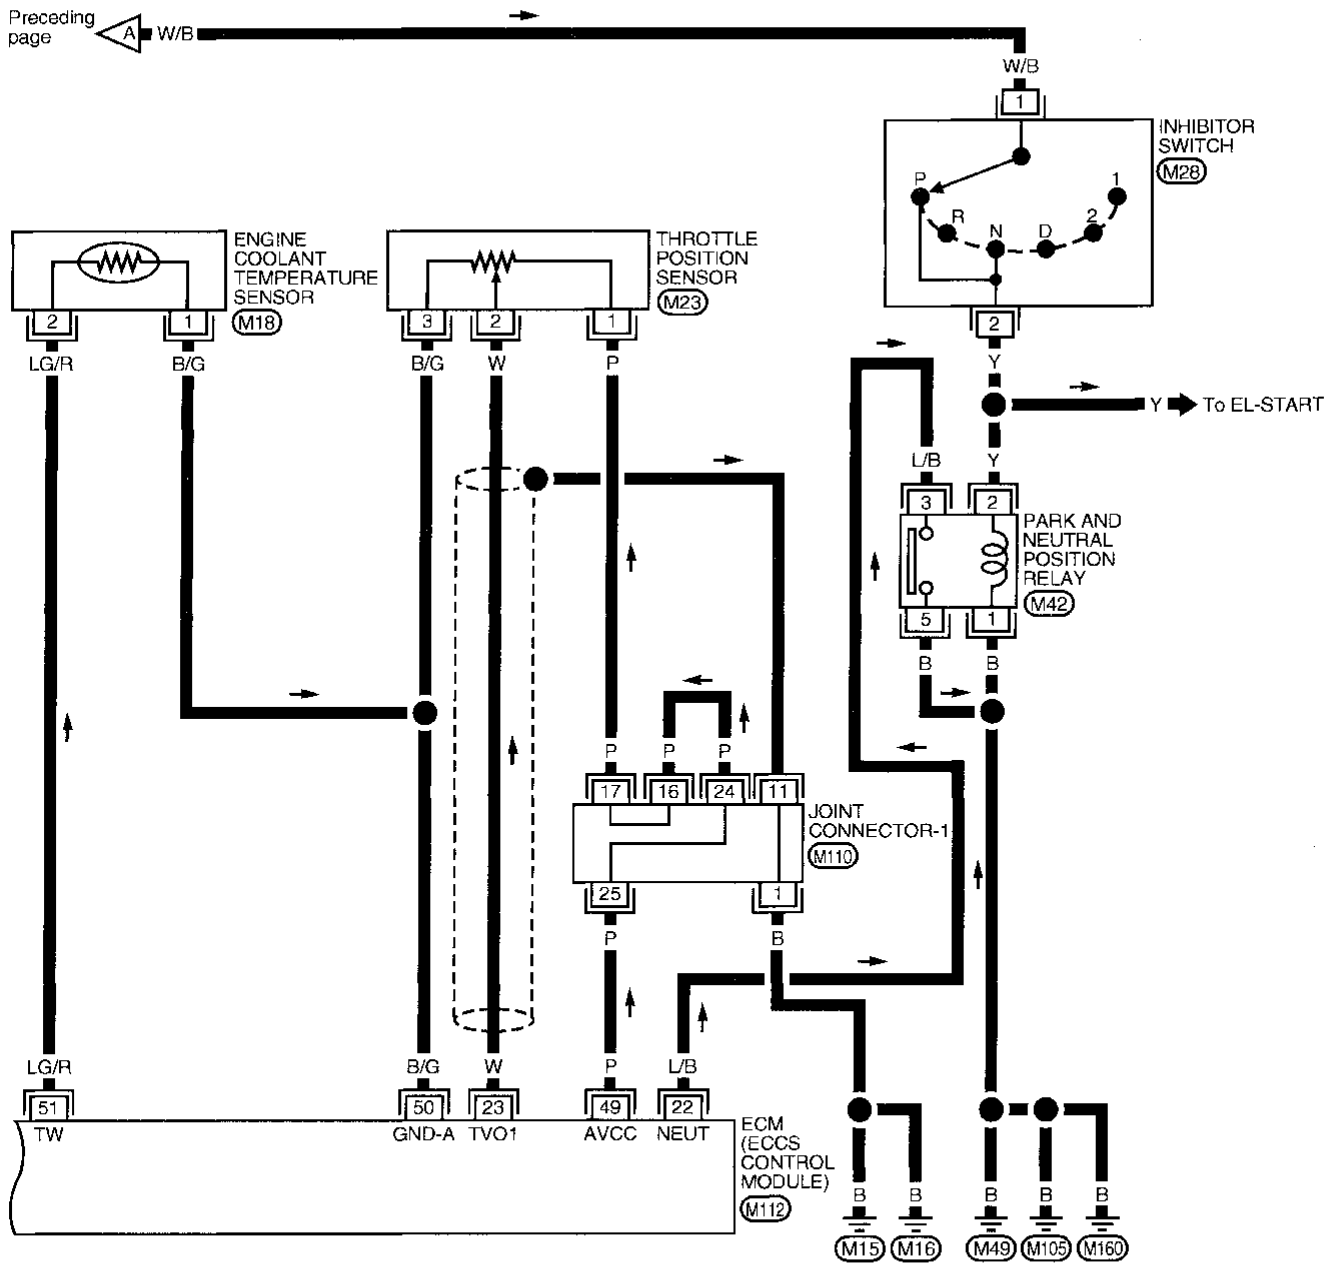 Preceding
page
A
W/B
W/B
1
INHIBITOR
SWITCH
M28
P
R
N
D
2
1
2
Y
Y
To EL-START
Y
ENGINE
COOLANT
TEMPERATURE
SENSOR
M18
2
1
LG/R
B/G
THROTTLE
POSITION
SENSOR
M23
3
2
1
B/G
W
P
L/B
3
2
PARK AND
NEUTRAL
POSITION
RELAY
M42
5
1
B
B
P
P
P
17
16
24
11
JOINT
CONNECTOR-1
M110
25
1
P
B
LG/R
B/G
W
P
L/B
51
50
23
49
22
TW
GND-A
TVO1
AVCC
NEUT
ECM
(ECCS
CONTROL
MODULE)
M112
B
B
B
B
B
M15
M16
M49
M105
M160